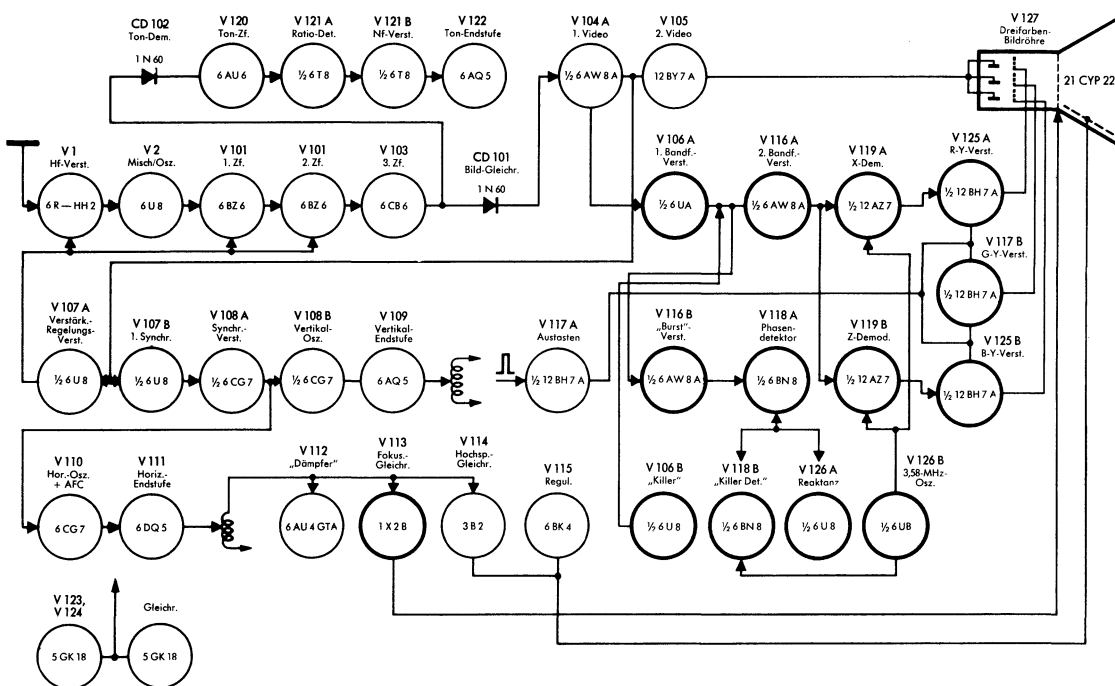 CD 102
Ton-Dem.
1 N 60
V 120
Ton-Zf.
6 AU 6
V 121 A
Ratio-Det.
½ 6 T 8
V 121 B
Nf-Verst.
½ 6 T 8
V 122
Ton-Endstufe
6 AQ 5
V 104 A
1. Video
½ 6 AW 8 A
V 105
2. Video
12 BY 7 A
V 127
Dreifarben-
Bildröhre
21 CYP 22
V 1
Hf-Verst.
6 R — HH 2
V 2
Misch/Osz.
6 U 8
V 101
1. Zf.
6 BZ 6
V 101
2. Zf.
6 BZ 6
V 103
3. Zf.
6 CB 6
CD 101
Bild-Gleichr.
1 N 60
V 106 A
1. Bandf.-
Verst.
½ 6 UA
V 116 A
2. Bandf.-
Verst.
½ 6 AW 8 A
V 119 A
X-Dem.
½ 12 AZ 7
V 125 A
R-Y-Verst.
½ 12 BH 7 A
V 117 B
G-Y-Verst.
½ 12 BH 7 A
V 107 A
Verstärk.-
Regelungs-
Verst.
½ 6 U 8
V 107 B
1. Synchr.
½ 6 U 8
V 108 A
Synchr.-
Verst.
½ 6 CG 7
V 108 B
Vertikal-
Osz.
½ 6 CG 7
V 109
Vertikal-
Endstufe
6 AQ 5
V 117 A
Austasten
½ 12 BH 7 A
V 116 B
„Burst"-
Verst.
½ 6 AW 8 A
V 118 A
Phasen-
detektor
½ 6 BN 8
V 119 B
Z-Demod.
½ 12 AZ 7
V 125 B
B-Y-Verst.
½ 12 BH 7 A
V 110
Hor.-Osz.
+ AFC
6 CG 7
V 111
Horiz.-
Endstufe
6 DQ 5
V 112
„Dämpfer"
6 AU 4 GTA
V 113
Fokus.-
Gleichr.
1 X 2 B
V 114
Hochsp.-
Gleichr.
3 B 2
V 115
Regul.
6 BK 4
V 106 B
„Killer"
½ 6 U 8
V 118 B
„Killer Det."
½ 6 BN 8
V 126 A
Reaktanz
½ 6 U 8
V 126 B
3,58-MHz-
Osz.
½ 6 UB
V 123,
V 124
5 GK 18
Gleichr.
5 GK 18